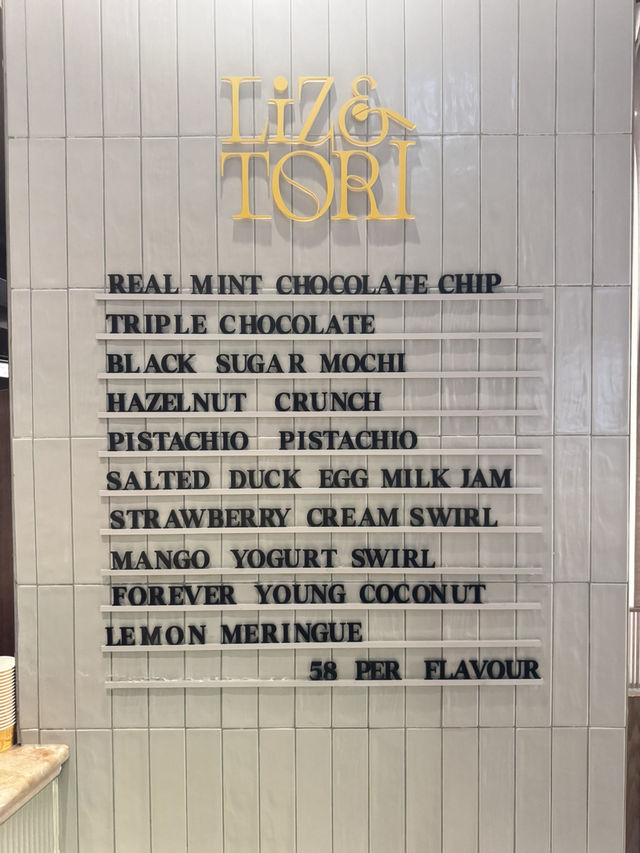 LiZ&
TORI
REAL MINT CHOCOLATE CHIP
TRIPLE CHOCOLATE
BLACK SUGAR MOCHI
HAZELNUT CRUNCH
PISTACHIO PISTACHIO
SALTED DUCK EGG MILK JAM
STRAWBERRY CREAM SWIRL
MANGO YOGURT SWIRL
FOREVER YOUNG COCONUT
LEMON MERINGUE
58 PER FLAVOUR